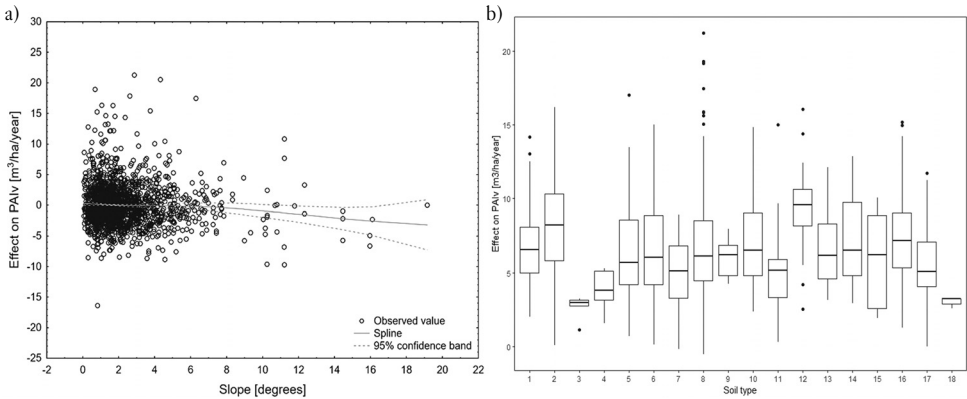 a)
Effect on PAIv [m³/ha/year]
30
25
20
15
10
5
0
-5
-10
-15
-20
-25
-2 0 2 4 6 8 10 12 14 16 18 20 22
Slope [degrees]
Observed value
Spline
95% confidence band
b)
Effect on PAIv [m3/ha/year]
20
15
10
5
0
1 2 3 4 5 6 7 8 9 10 11 12 13 14 15 16 17 18
Soil type